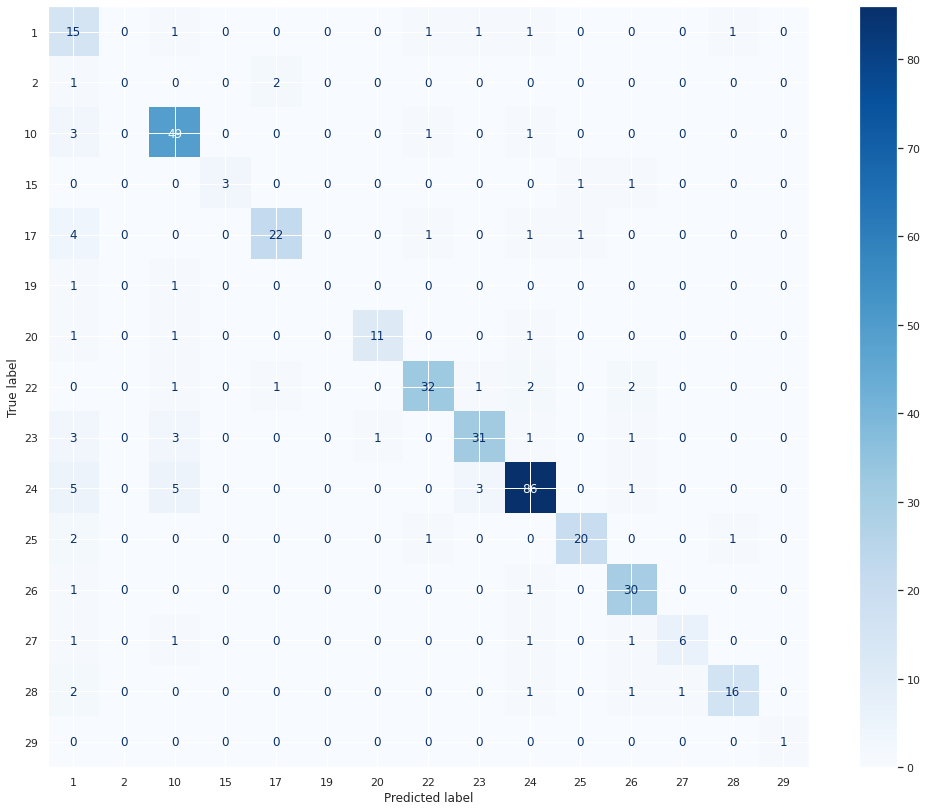 1 15 0 1 0 0 0 0 1 1 1 0 0 0 1 0
2 1 0 0 0 2 0 0 0 0 0 0 0 0 0 0
10 3 0 49 0 0 0 0 1 0 1 0 0 0 0 0
15 0 0 0 3 0 0 0 0 0 0 1 1 0 0 0
17 4 0 0 0 22 0 0 1 0 1 1 0 0 0 0
19 1 0 1 0 0 0 0 0 0 0 0 0 0 0 0
20 1 0 1 0 0 0 11 0 0 1 0 0 0 0 0
22 0 0 1 0 1 0 0 32 1 2 0 2 0 0 0
23 3 0 3 0 0 0 1 0 31 1 0 1 0 0 0
24 5 0 5 0 0 0 0 0 3 86 0 1 0 0 0
25 2 0 0 0 0 0 0 1 0 0 20 0 0 1 0
26 1 0 0 0 0 0 0 0 0 1 0 30 0 0 0
27 1 0 1 0 0 0 0 0 0 1 0 1 6 0 0
28 2 0 0 0 0 0 0 0 0 1 0 1 1 16 0
29 0 0 0 0 0 0 0 0 0 0 0 0 0 0 1
1 2 10 15 17 19 20 22 23 24 25 26 27 28 29
Predicted label
True label
80
70
60
50
40
30
20
10
0